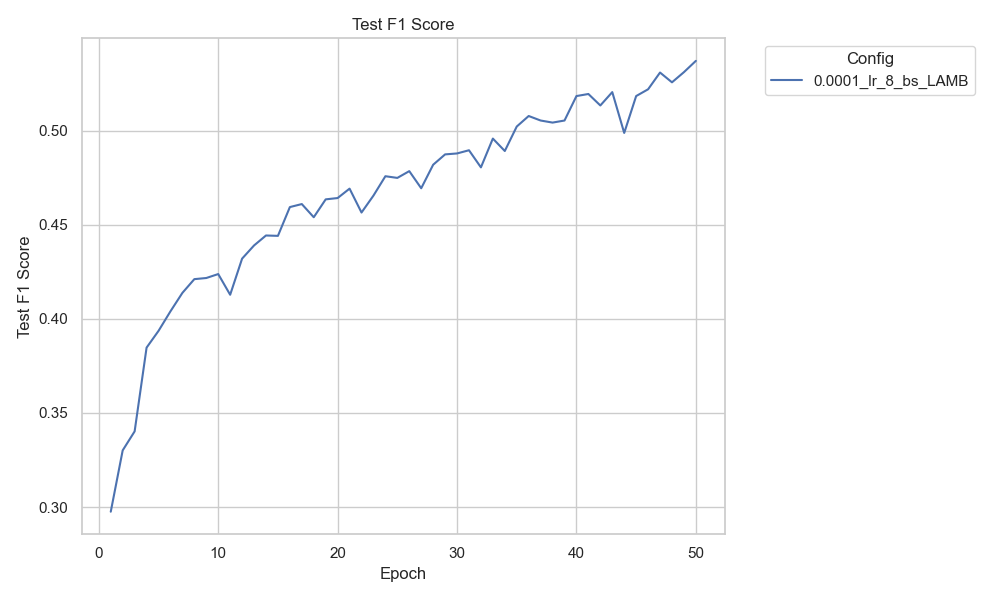 Test F1 Score
Config
0.0001_lr_8_bs_LAMB
Test F1 Score
0.50
0.45
0.40
0.35
0.30
0 10 20 30 40 50
Epoch